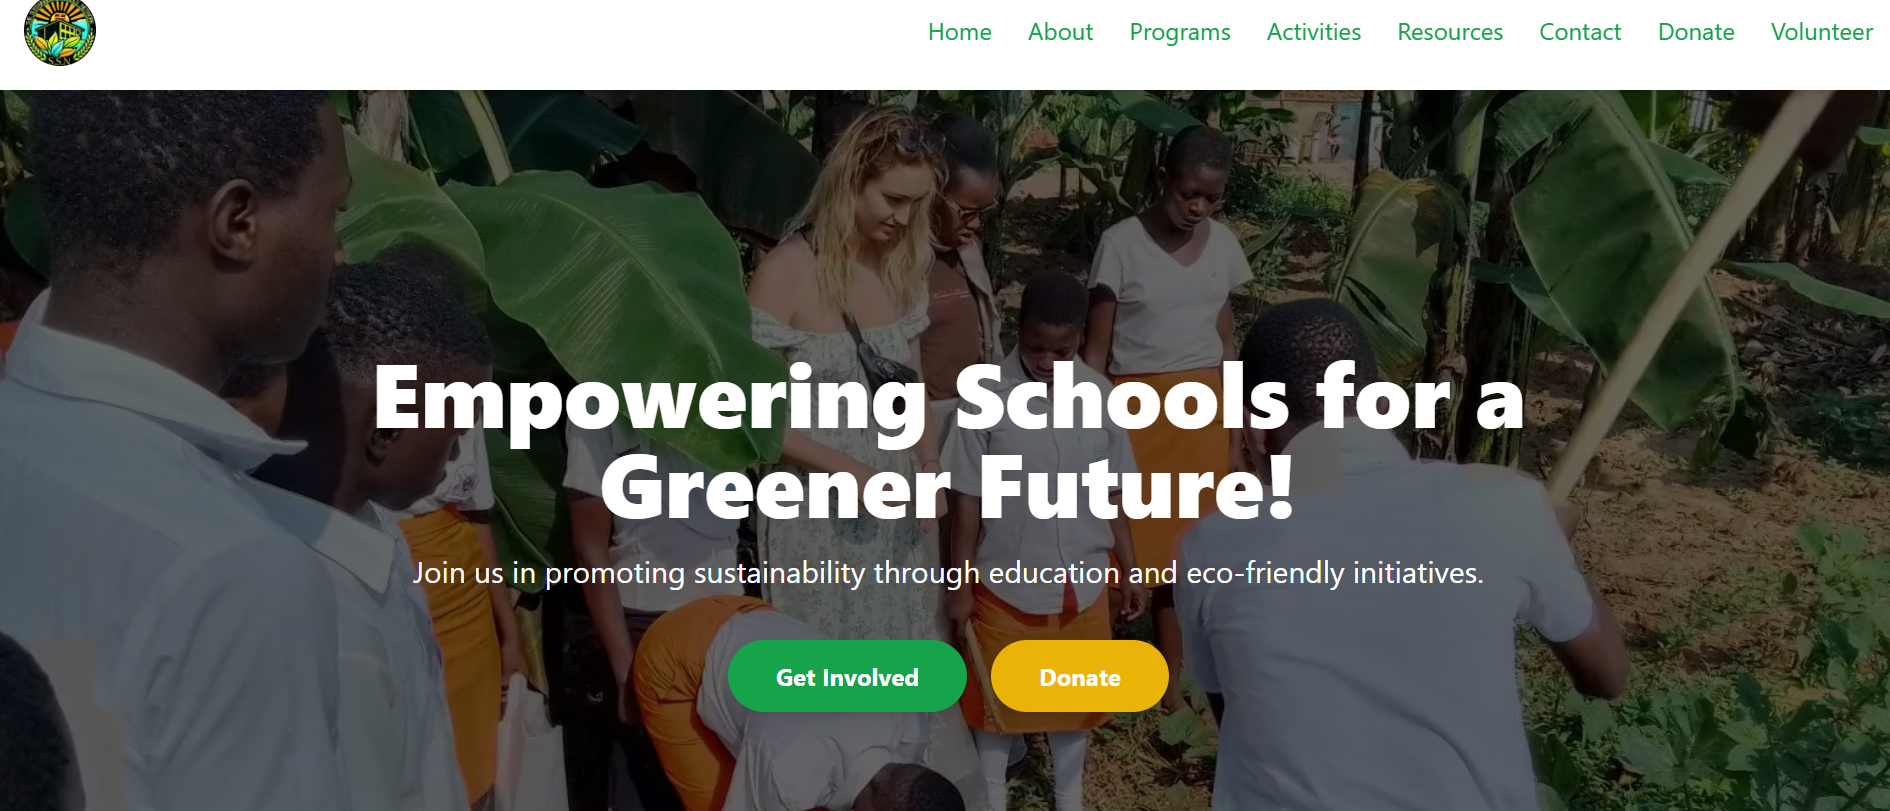 S.S.N
Home About Programs Activities Resources Contact Donate Volunteer
Empowering Schools for a
Greener Future!
Join us in promoting sustainability through education and eco-friendly initiatives.
Get Involved Donate